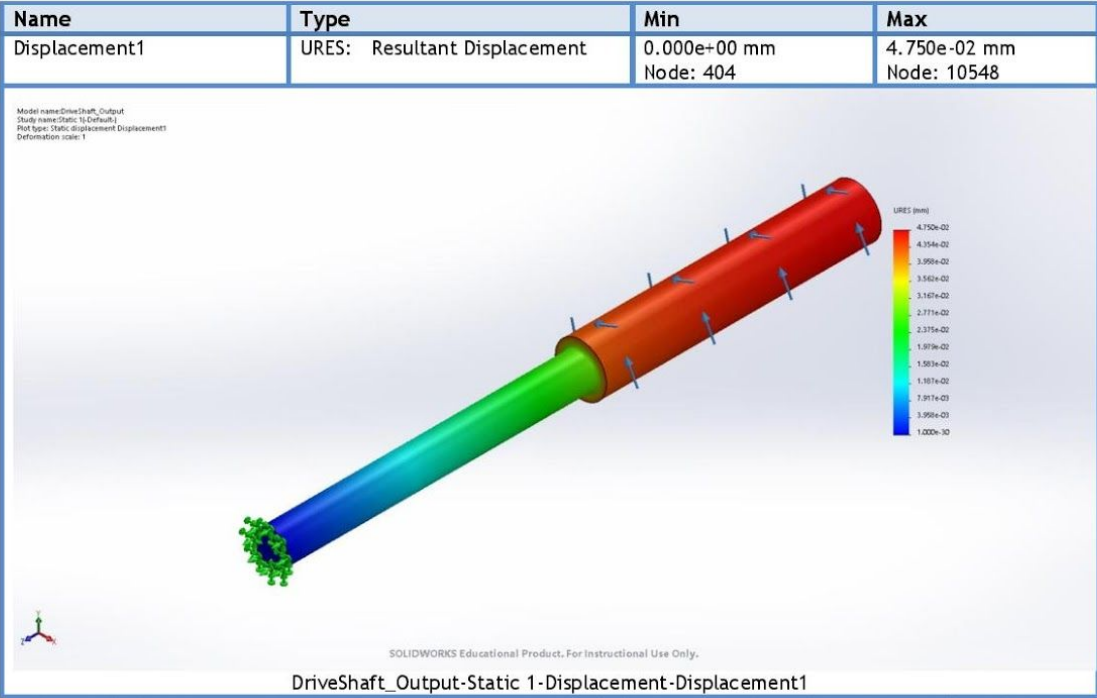 Name Type Min Max
Displacement1 URES: Resultant Displacement 0.000e+00 mm 4.750e-02 mm
Node: 404 Node: 10548
Model name:DriveShaft_Output
Study name:Static 1(-Default-)
Plot type: Static displacement Displacement1
Deformation scale: 1
URES (mm)
4.750e-02
4.354e-02
3.958e-02
3.562e-02
3.167e-02
2.771e-02
2.375e-02
1.979e-02
1.583e-02
1.187e-02
7.917e-03
3.958e-03
1.000e-30
Y
Z X
SOLIDWORKS Educational Product. For Instructional Use Only.
DriveShaft_Output-Static 1-Displacement-Displacement1